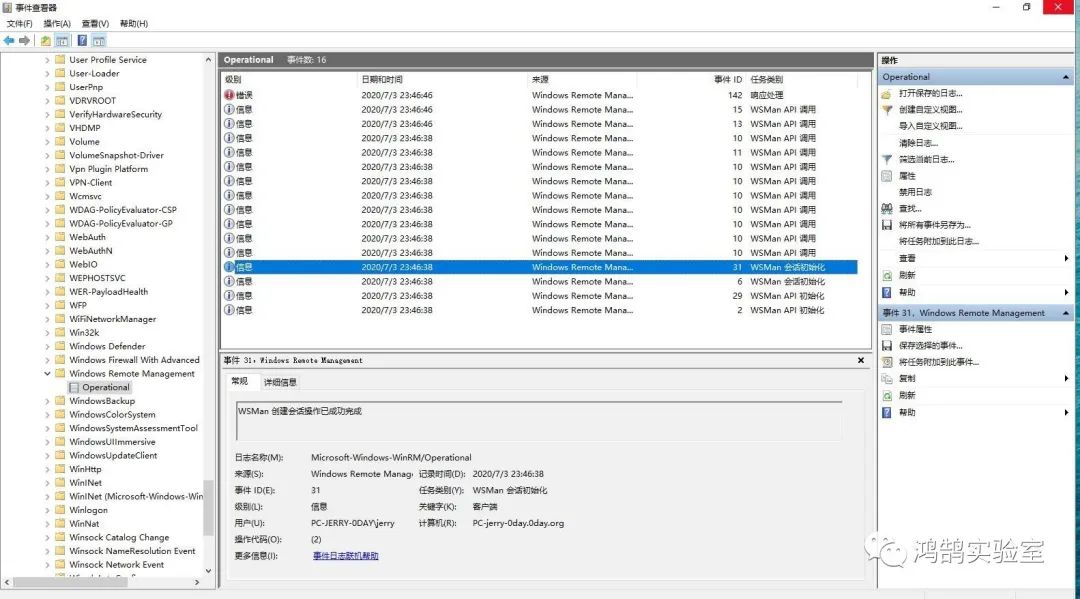 事件查看器
文件(F) 操作(A) 查看(V) 帮助(H)
User Profile Service
User-Loader
UserPnp
VDRVROOT
VerifyHardwareSecurity
VHDMP
Volume
VolumeSnapshot-Driver
Vpn Plugin Platform
VPN-Client
Wcmsvc
WDAG-PolicyEvaluator-CSP
WDAG-PolicyEvaluator-GP
WebAuth
WebAuthN
WebIO
WEPHOSTSVC
WER-PayloadHealth
WFP
WiFiNetworkManager
Win32k
Windows Defender
Windows Firewall With Advanced
Windows Remote Management
Operational
WindowsBackup
WindowsColorSystem
WindowsSystemAssessmentTool
WindowsUIImmersive
WindowsUpdateClient
WinHttp
WinINet
WinINet (Microsoft-Windows-Win
Winlogon
WinNat
Winsock Catalog Change
Winsock NameResolution Event
Winsock Network Event
Operational 事件数: 16
级别 日期和时间 来源 事件 ID 任务类别
错误 2020/7/3 23:46:46 Windows Remote Mana... 142 响应处理
信息 2020/7/3 23:46:46 Windows Remote Mana... 15 WSMan API 调用
信息 2020/7/3 23:46:46 Windows Remote Mana... 13 WSMan API 调用
信息 2020/7/3 23:46:38 Windows Remote Mana... 10 WSMan API 调用
信息 2020/7/3 23:46:38 Windows Remote Mana... 11 WSMan API 调用
信息 2020/7/3 23:46:38 Windows Remote Mana... 10 WSMan API 调用
信息 2020/7/3 23:46:38 Windows Remote Mana... 10 WSMan API 调用
信息 2020/7/3 23:46:38 Windows Remote Mana... 10 WSMan API 调用
信息 2020/7/3 23:46:38 Windows Remote Mana... 10 WSMan API 调用
信息 2020/7/3 23:46:38 Windows Remote Mana... 10 WSMan API 调用
信息 2020/7/3 23:46:38 Windows Remote Mana... 10 WSMan API 调用
信息 2020/7/3 23:46:38 Windows Remote Mana... 10 WSMan API 调用
信息 2020/7/3 23:46:38 Windows Remote Mana... 31 WSMan 会话初始化
信息 2020/7/3 23:46:38 Windows Remote Mana... 6 WSMan 会话初始化
信息 2020/7/3 23:46:38 Windows Remote Mana... 29 WSMan API 初始化
信息 2020/7/3 23:46:38 Windows Remote Mana... 2 WSMan API 初始化
事件 31，Windows Remote Management
常规 详细信息
WSMan 创建会话操作已成功完成
日志名称(M): Microsoft-Windows-WinRM/Operational
来源(S): Windows Remote Manag 记录时间(D): 2020/7/3 23:46:38
事件 ID(E): 31 任务类别(Y): WSMan 会话初始化
级别(L): 信息 关键字(K): 客户端
用户(U): PC-JERRY-0DAY\jerry 计算机(R): PC-jerry-0day.0day.org
操作代码(O): (2)
更多信息(I): 事件日志联机帮助
操作
Operational
打开保存的日志...
创建自定义视图...
导入自定义视图...
清除日志...
筛选当前日志...
属性
禁用日志
查找...
将所有事件另存为...
将任务附加到此日志...
查看
刷新
帮助
事件 31，Windows Remote Management
事件属性
保存选择的事件...
将任务附加到此事件...
复制
刷新
帮助
鸿鹄实验室